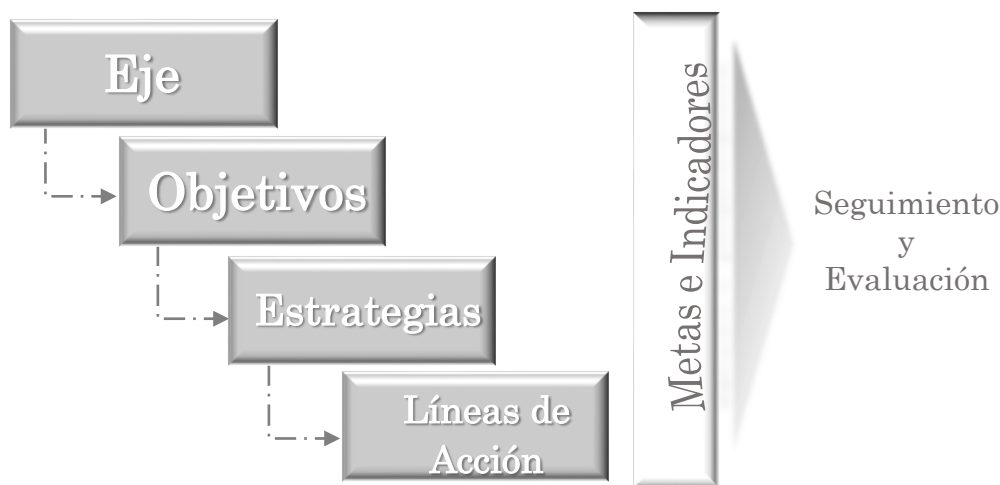 Eje
Objetivos
Estrategias
Líneas de
Acción
Metas e Indicadores
Seguimiento
y
Evaluación